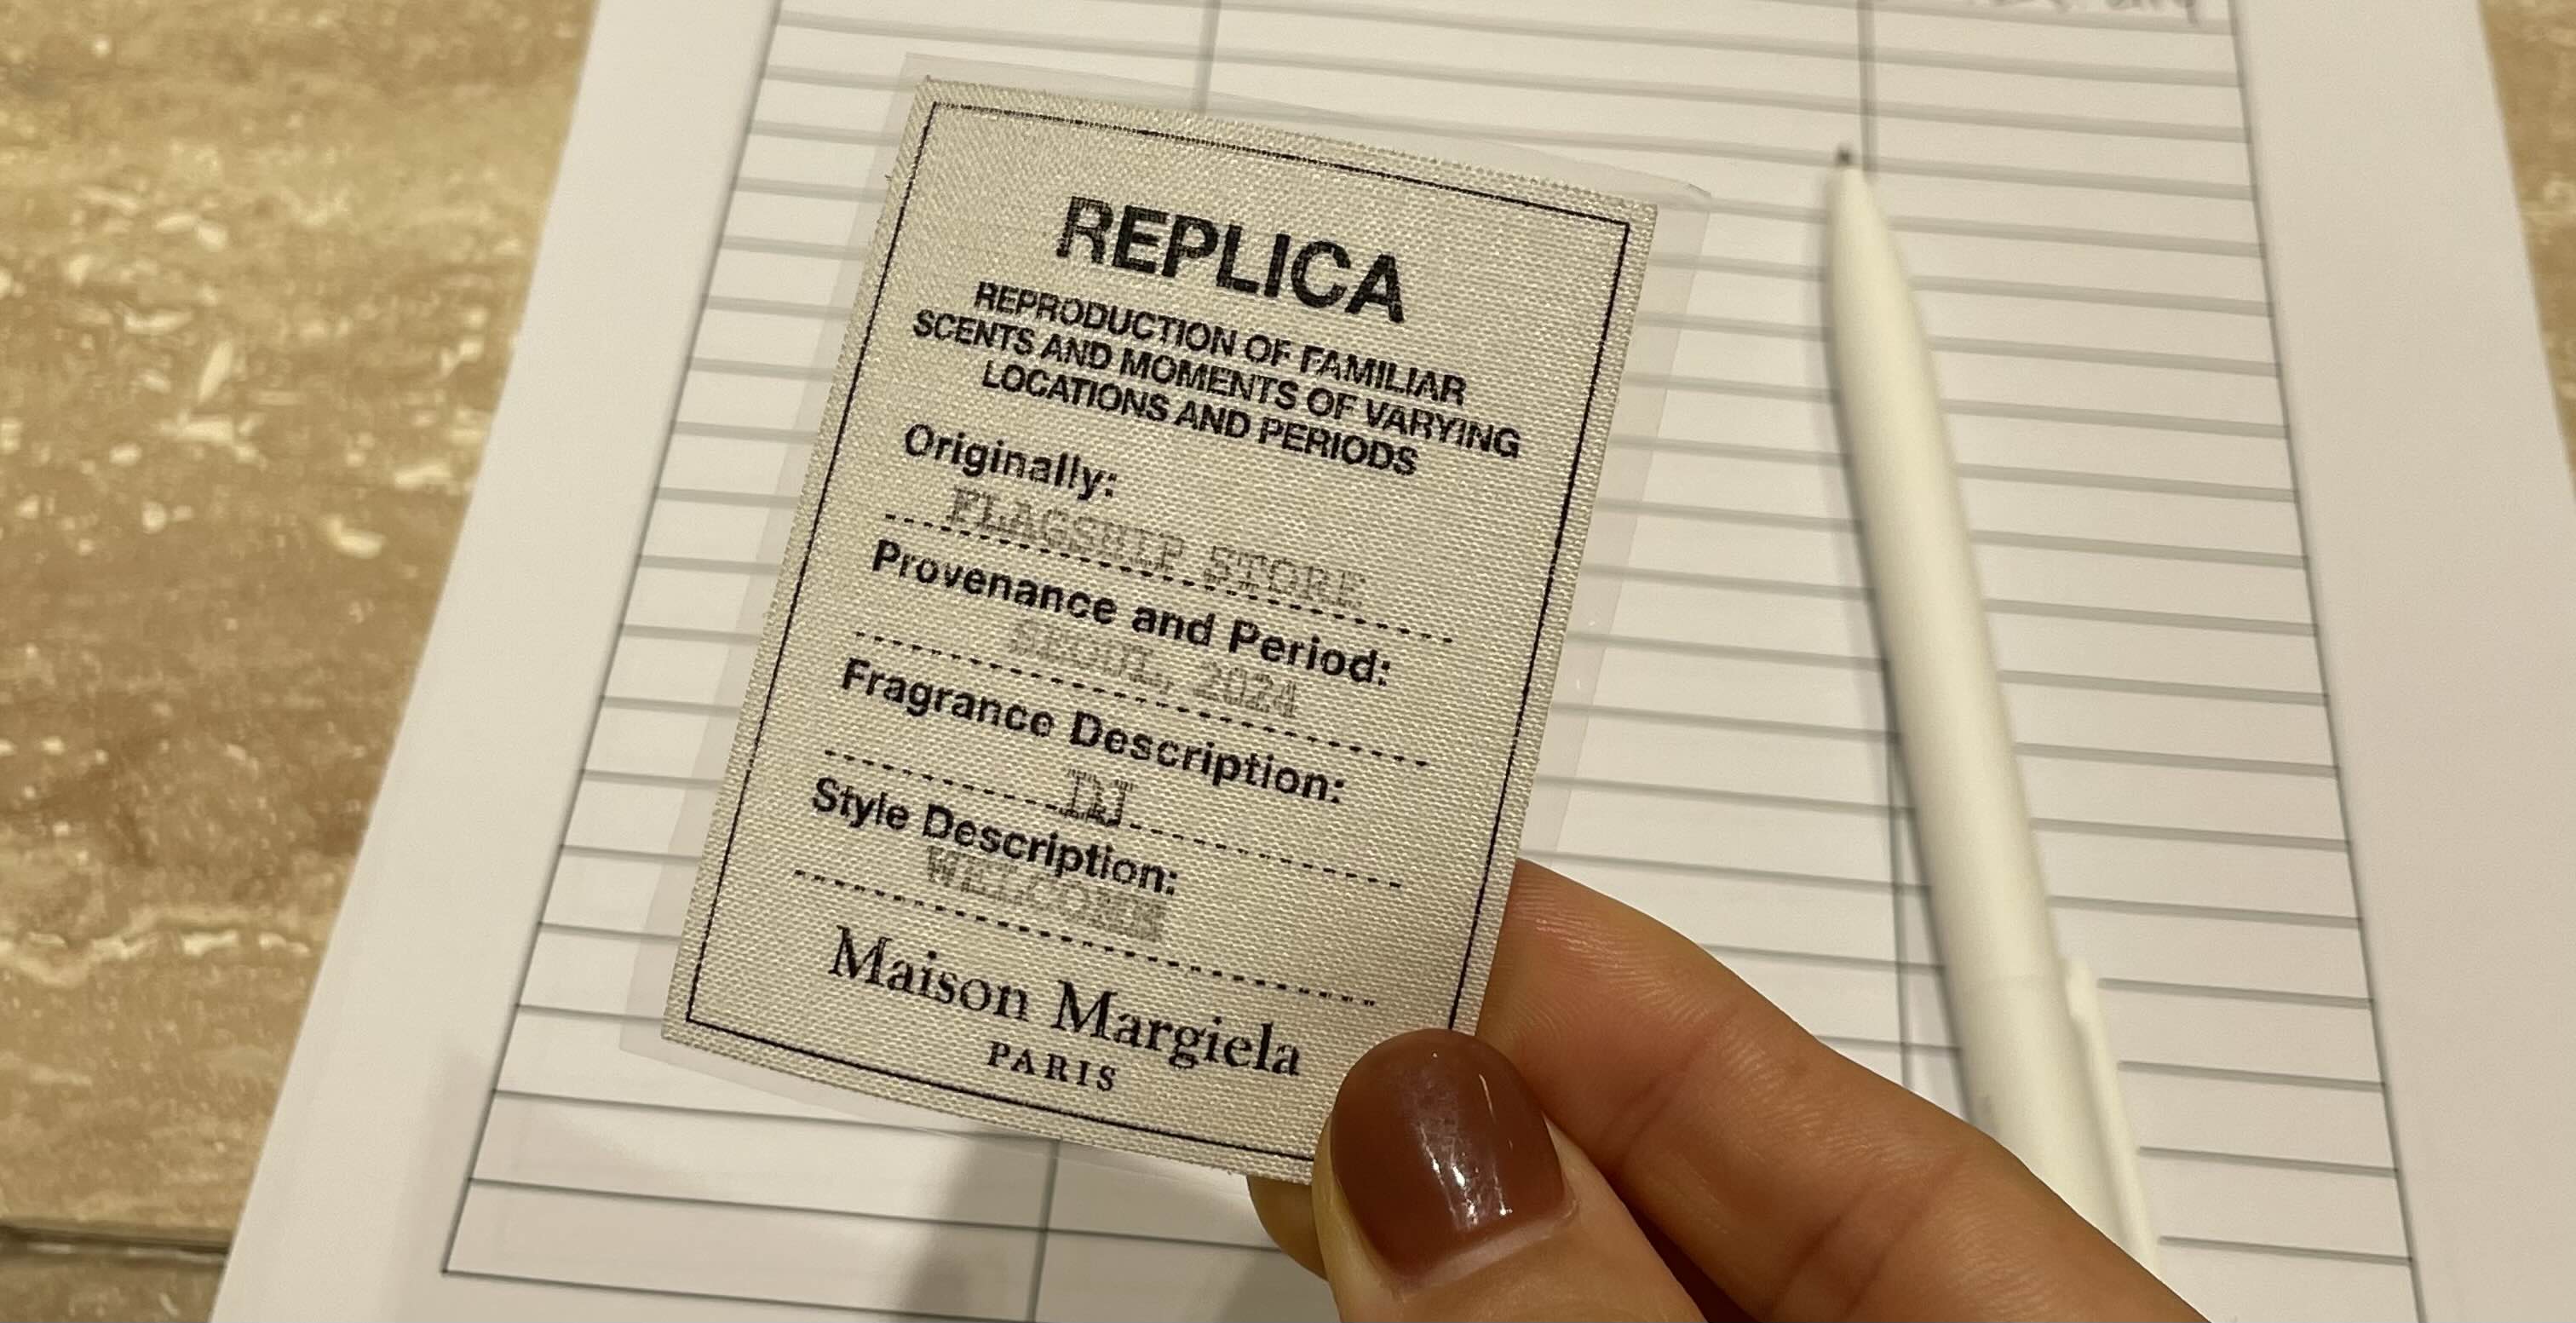 REPLICA
REPRODUCTION OF FAMILIAR
SCENTS AND MOMENTS OF VARYING
LOCATIONS AND PERIODS
Originally:
FLAGSHIP STORE
Provenance and Period:
SEOUL, 2024
Fragrance Description:
DJ
Style Description:
WELCOME
Maison Margiela
PARIS